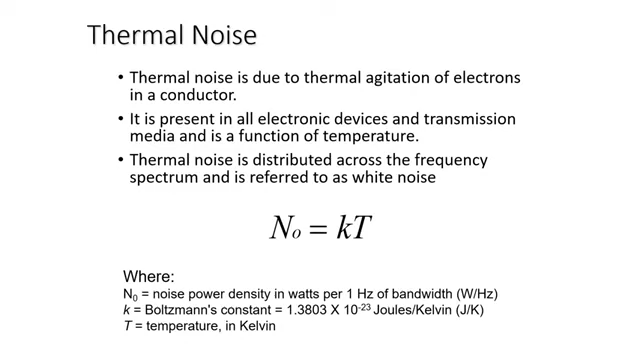 Thermal Noise
• Thermal noise is due to thermal agitation of electrons
in a conductor.
• It is present in all electronic devices and transmission
media and is a function of temperature.
• Thermal noise is distributed across the frequency
spectrum and is referred to as white noise
Nₒ = kT
Where:
N₀ = noise power density in watts per 1 Hz of bandwidth (W/Hz)
k = Boltzmann's constant = 1.3803 X 10⁻²³ Joules/Kelvin (J/K)
T = temperature, in Kelvin